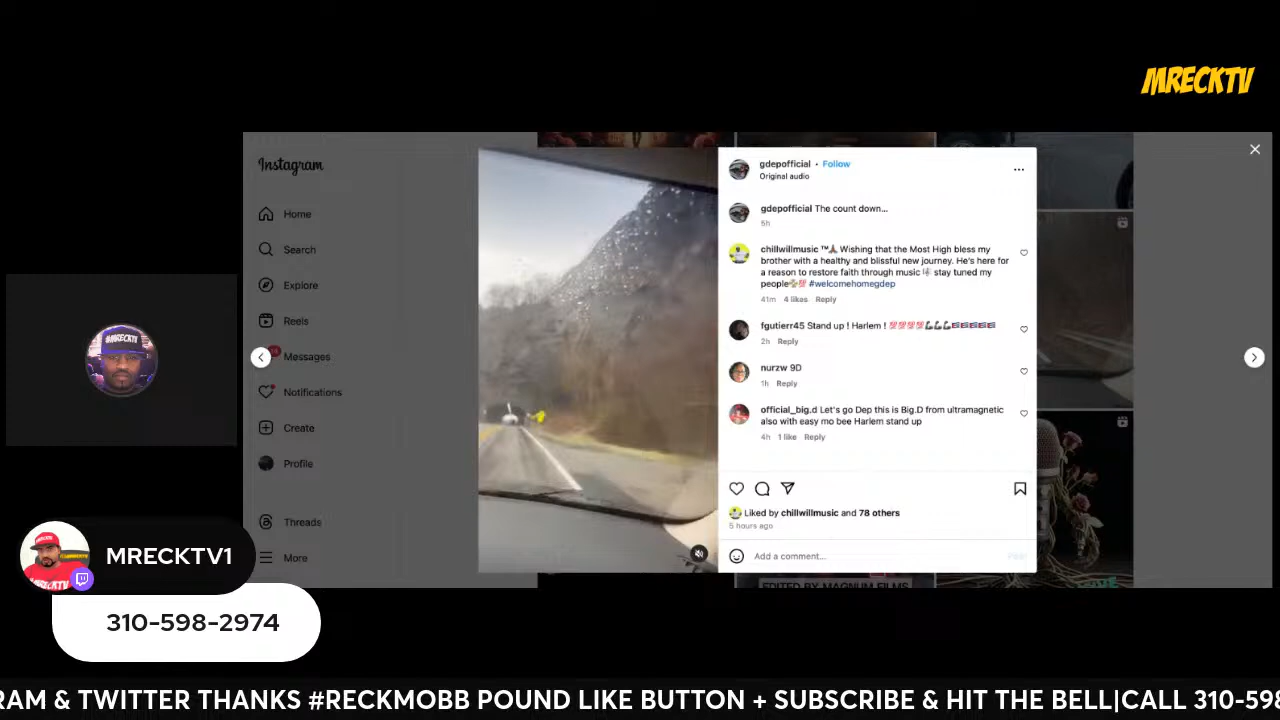 MRECKTV
Instagram
Home
Search
Explore
Reels
Messages
Notifications
Create
Profile
Threads
More
gdepofficial • Follow
Original audio
gdepofficial The count down...
5h
chillwillmusic ™🙏🏾 Wishing that the Most High bless my
brother with a healthy and blissful new journey. He's here for
a reason to restore faith through music 🎼 stay tuned my
people💯 #welcomehomegdep
41m 4 likes Reply
fgutierr45 Stand up ! Harlem ! 💯💯💯💯
2h Reply
nurzw 9D
1h Reply
official_big.d Let's go Dep this is Big.D from ultramagnetic
also with easy mo bee Harlem stand up
4h 1 like Reply
Liked by chillwillmusic and 78 others
5 hours ago
Add a comment...
Post
EDITED BY MAGNUM FILMS
#MRECKTV
MRECKTV1
310-598-2974
RAM & TWITTER THANKS #RECKMOBB POUND LIKE BUTTON + SUBSCRIBE & HIT THE BELL|CALL 310-598